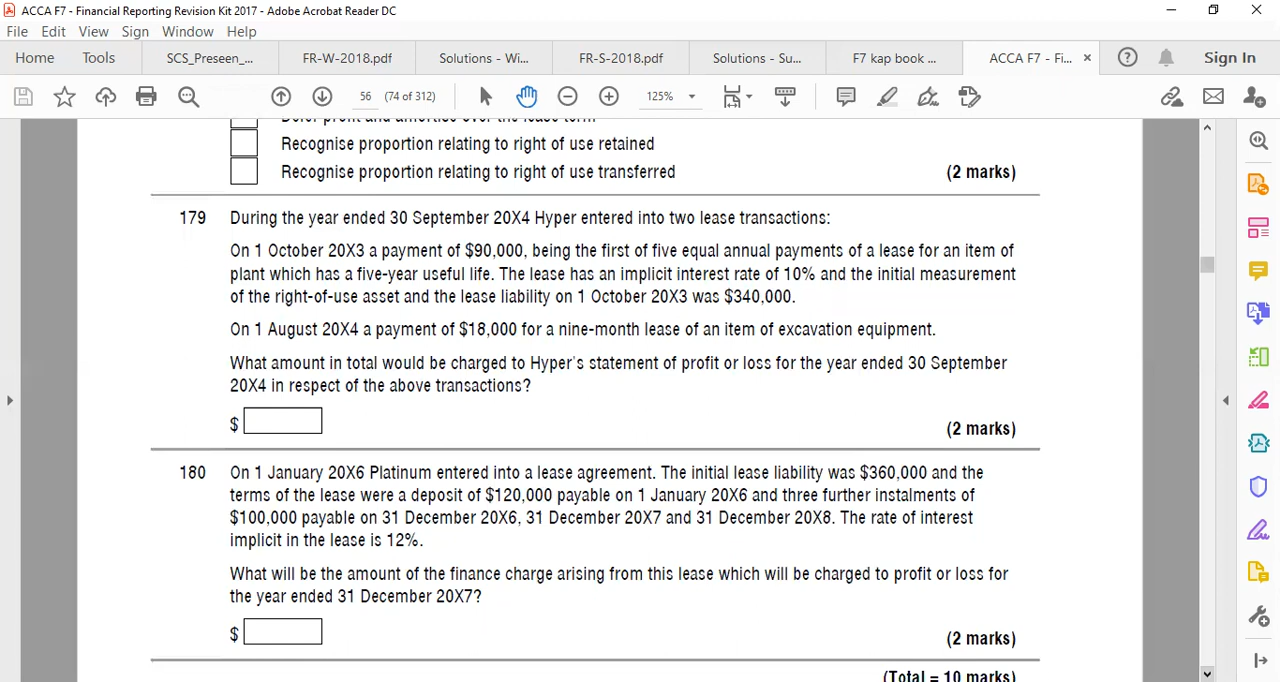 ACCA F7 - Financial Reporting Revision Kit 2017 - Adobe Acrobat Reader DC
File Edit View Sign Window Help
Home Tools SCS_Preseen_... FR-W-2018.pdf Solutions - Wi... FR-S-2018.pdf Solutions - Su... F7 kap book ... ACCA F7 - Fi... × ? Sign In
56 (74 of 312) 125%
Defer profit and amortise over the lease term
Recognise proportion relating to right of use retained
Recognise proportion relating to right of use transferred (2 marks)
179 During the year ended 30 September 20X4 Hyper entered into two lease transactions:
On 1 October 20X3 a payment of $90,000, being the first of five equal annual payments of a lease for an item of
plant which has a five-year useful life. The lease has an implicit interest rate of 10% and the initial measurement
of the right-of-use asset and the lease liability on 1 October 20X3 was $340,000.
On 1 August 20X4 a payment of $18,000 for a nine-month lease of an item of excavation equipment.
What amount in total would be charged to Hyper's statement of profit or loss for the year ended 30 September
20X4 in respect of the above transactions?
$
(2 marks)
180 On 1 January 20X6 Platinum entered into a lease agreement. The initial lease liability was $360,000 and the
terms of the lease were a deposit of $120,000 payable on 1 January 20X6 and three further instalments of
$100,000 payable on 31 December 20X6, 31 December 20X7 and 31 December 20X8. The rate of interest
implicit in the lease is 12%.
What will be the amount of the finance charge arising from this lease which will be charged to profit or loss for
the year ended 31 December 20X7?
$
(2 marks)
(Total = 10 marks)